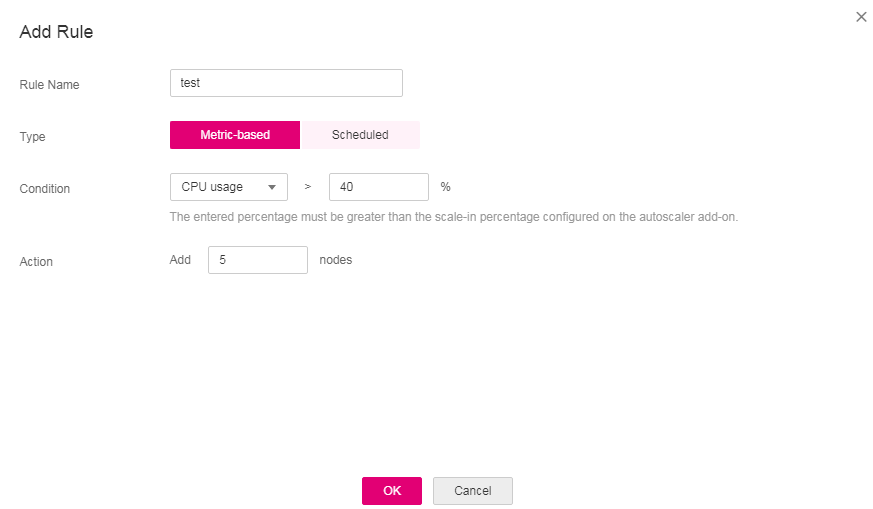 Add Rule
Rule Name test
Type Metric-based Scheduled
Condition CPU usage > 40 %
The entered percentage must be greater than the scale-in percentage configured on the autoscaler add-on.
Action Add 5 nodes
OK Cancel